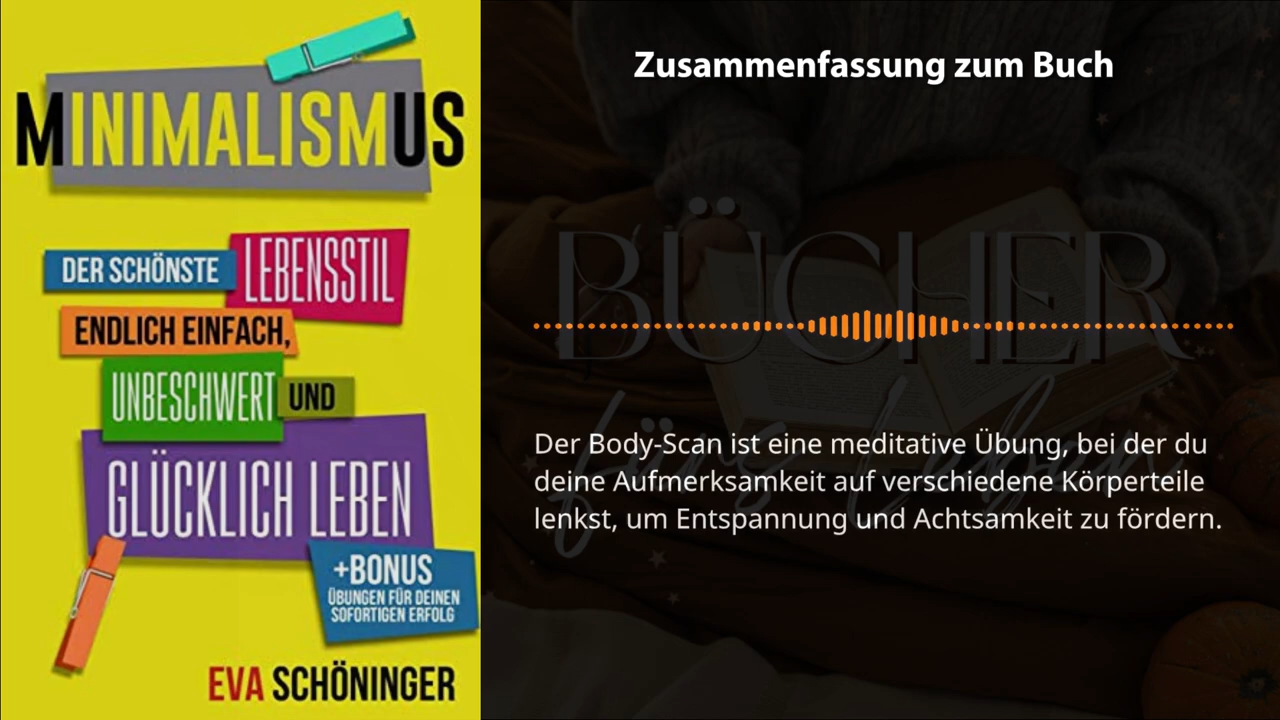 MINIMALISMUS
DER SCHÖNSTE LEBENSSTIL
ENDLICH EINFACH,
UNBESCHWERT UND
GLÜCKLICH LEBEN
+BONUS
ÜBUNGEN FÜR DEINEN
SOFORTIGEN ERFOLG
EVA SCHÖNINGER
Zusammenfassung zum Buch
BÜCHER
fürs Leben
Der Body-Scan ist eine meditative Übung, bei der du
deine Aufmerksamkeit auf verschiedene Körperteile
lenkst, um Entspannung und Achtsamkeit zu fördern.